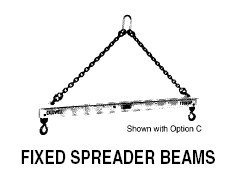 Shown with Option C
FIXED SPREADER BEAMS